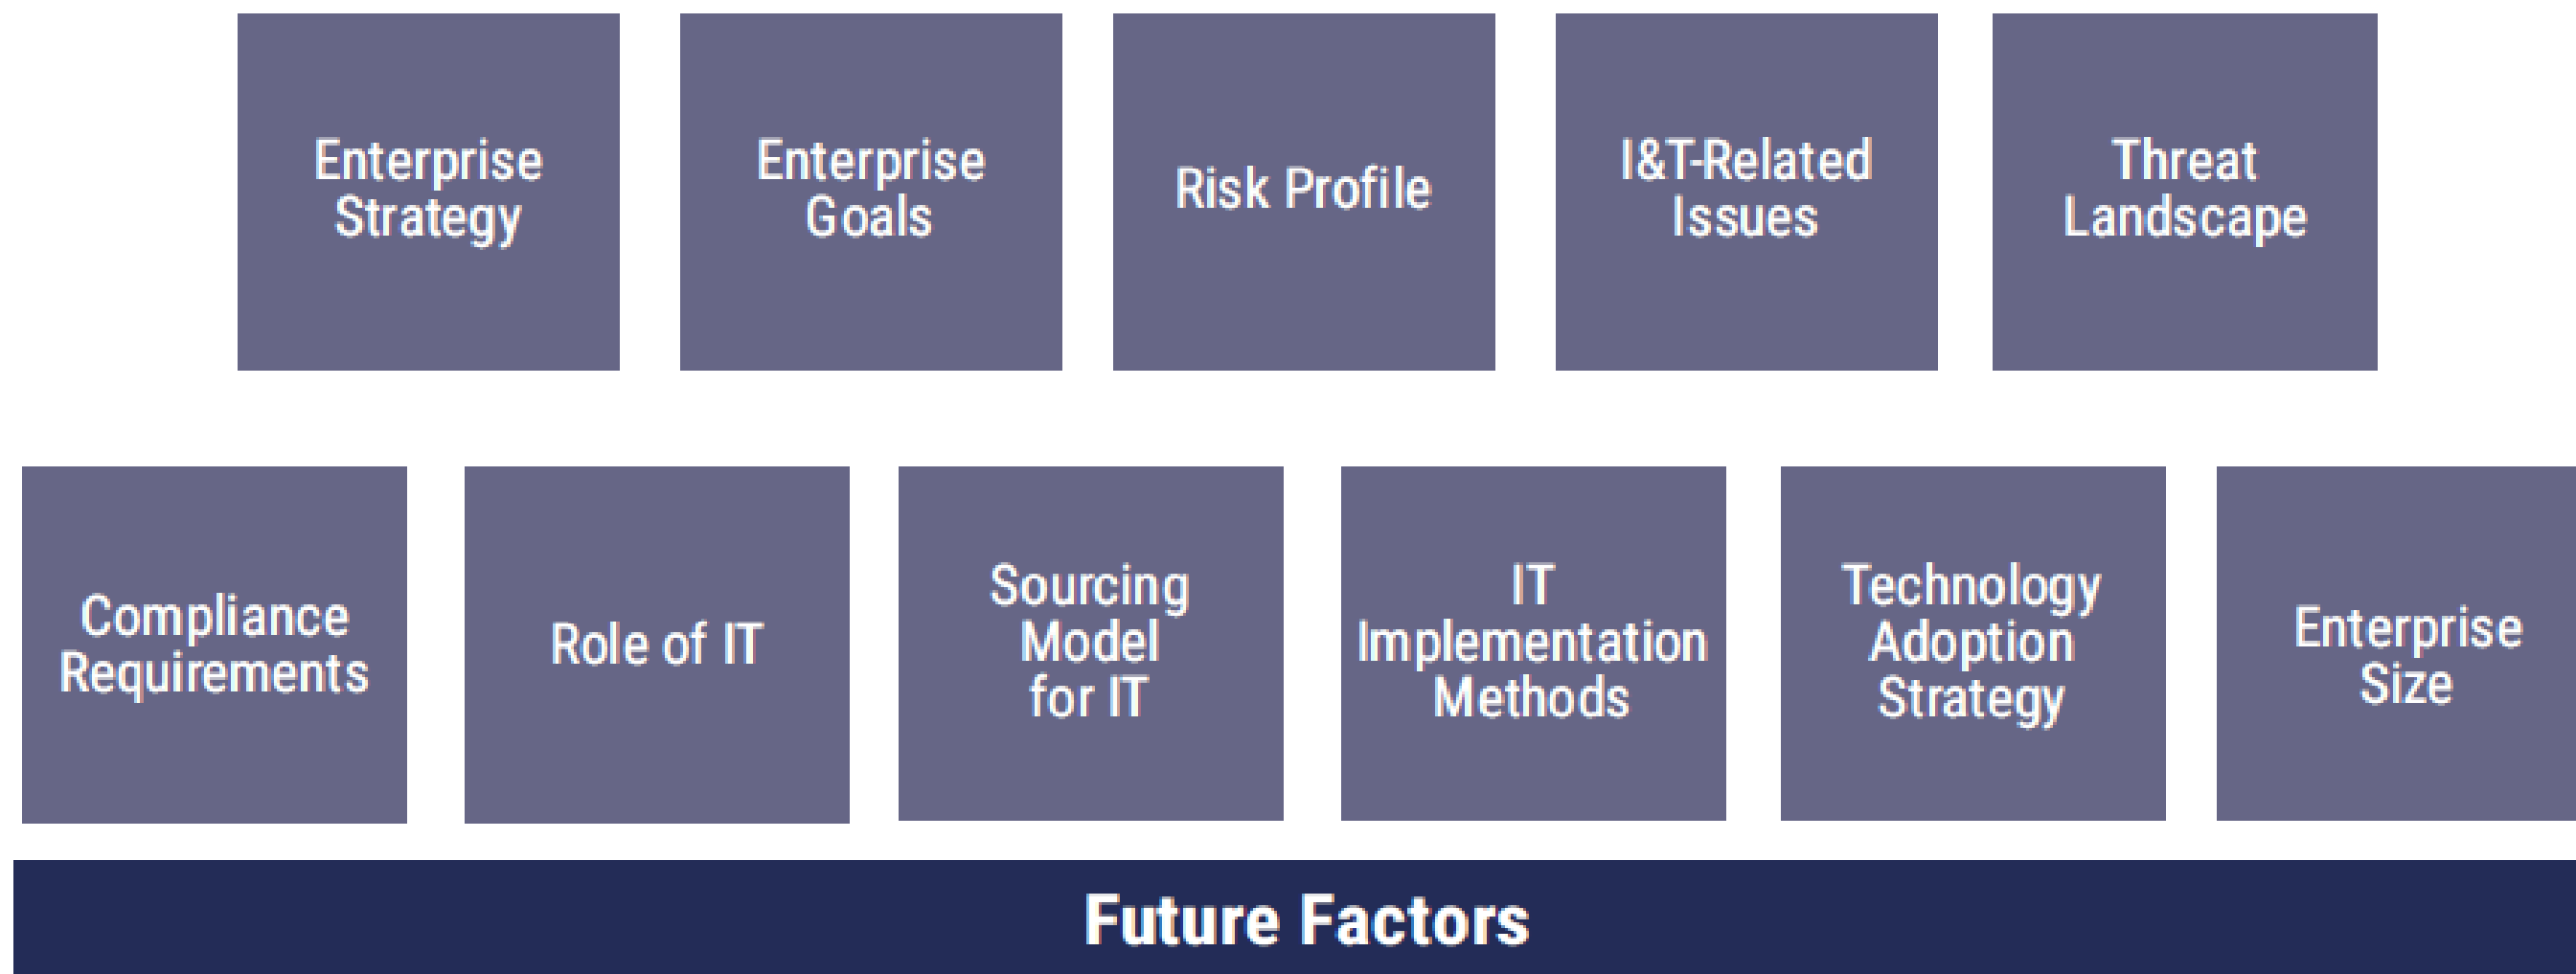 Enterprise
Strategy
Enterprise
Goals
Risk Profile
I&T-Related
Issues
Threat
Landscape
Compliance
Requirements
Role of IT
Sourcing
Model
for IT
IT
Implementation
Methods
Technology
Adoption
Strategy
Enterprise
Size
Future Factors